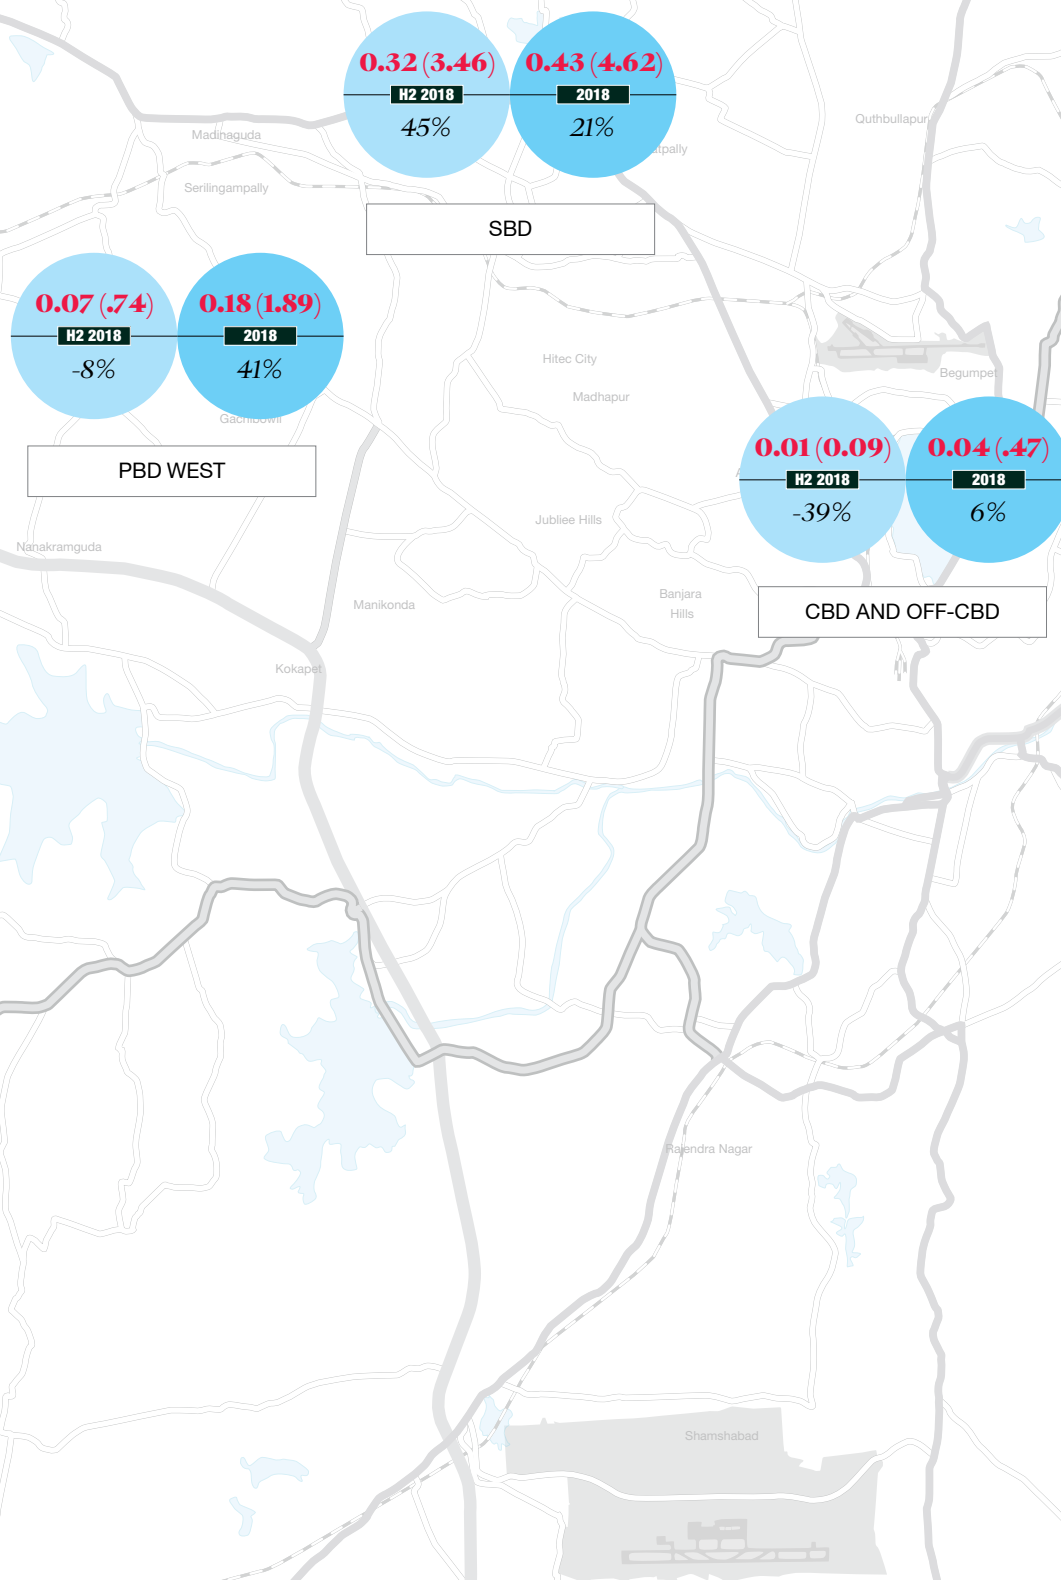 0.32 (3.46)
0.43 (4.62)
H2 2018
2018
45%
21%
Quthbullapur
Madinaguda
atpally
Serilingampally
SBD
0.07 (.74)
0.18 (1.89)
H2 2018
2018
-8%
41%
Hitec City
Begumpet
Madhapur
Gachibowli
0.01 (0.09)
0.04 (.47)
H2 2018
2018
-39%
6%
PBD WEST
Jubliee Hills
Nanakramguda
Banjara
Hills
Manikonda
CBD AND OFF-CBD
Kokapet
Rajendra Nagar
Shamshabad